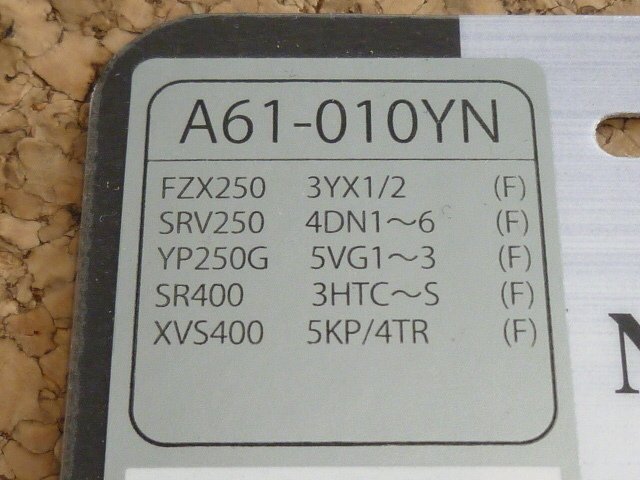 A61-010YN
FZX250 3YX1/2 (F)
SRV250 4DN1～6 (F)
YP250G 5VG1～3 (F)
SR400 3HTC～S (F)
XVS400 5KP/4TR (F)